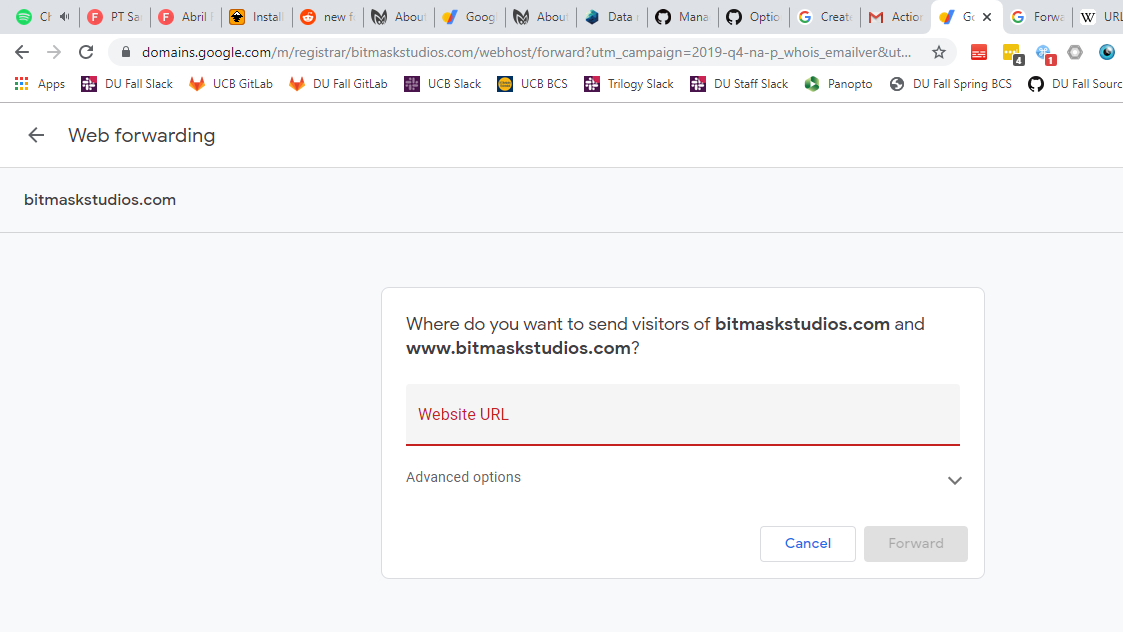 Ch
PT Sa
Abril
Install
new f
About
Goog
About
Data
Mana
Optio
Create
Action
Go
Forwa
URL
domains.google.com/m/registrar/bitmaskstudios.com/webhost/forward?utm_campaign=2019-q4-na-p_whois_emailver&ut...
4
1
Apps
DU Fall Slack
UCB GitLab
DU Fall GitLab
UCB Slack
UCB BCS
Trilogy Slack
DU Staff Slack
Panopto
DU Fall Spring BCS
DU Fall Sourc
Web forwarding
bitmaskstudios.com
Where do you want to send visitors of bitmaskstudios.com and
www.bitmaskstudios.com?
Website URL
Advanced options
Cancel
Forward